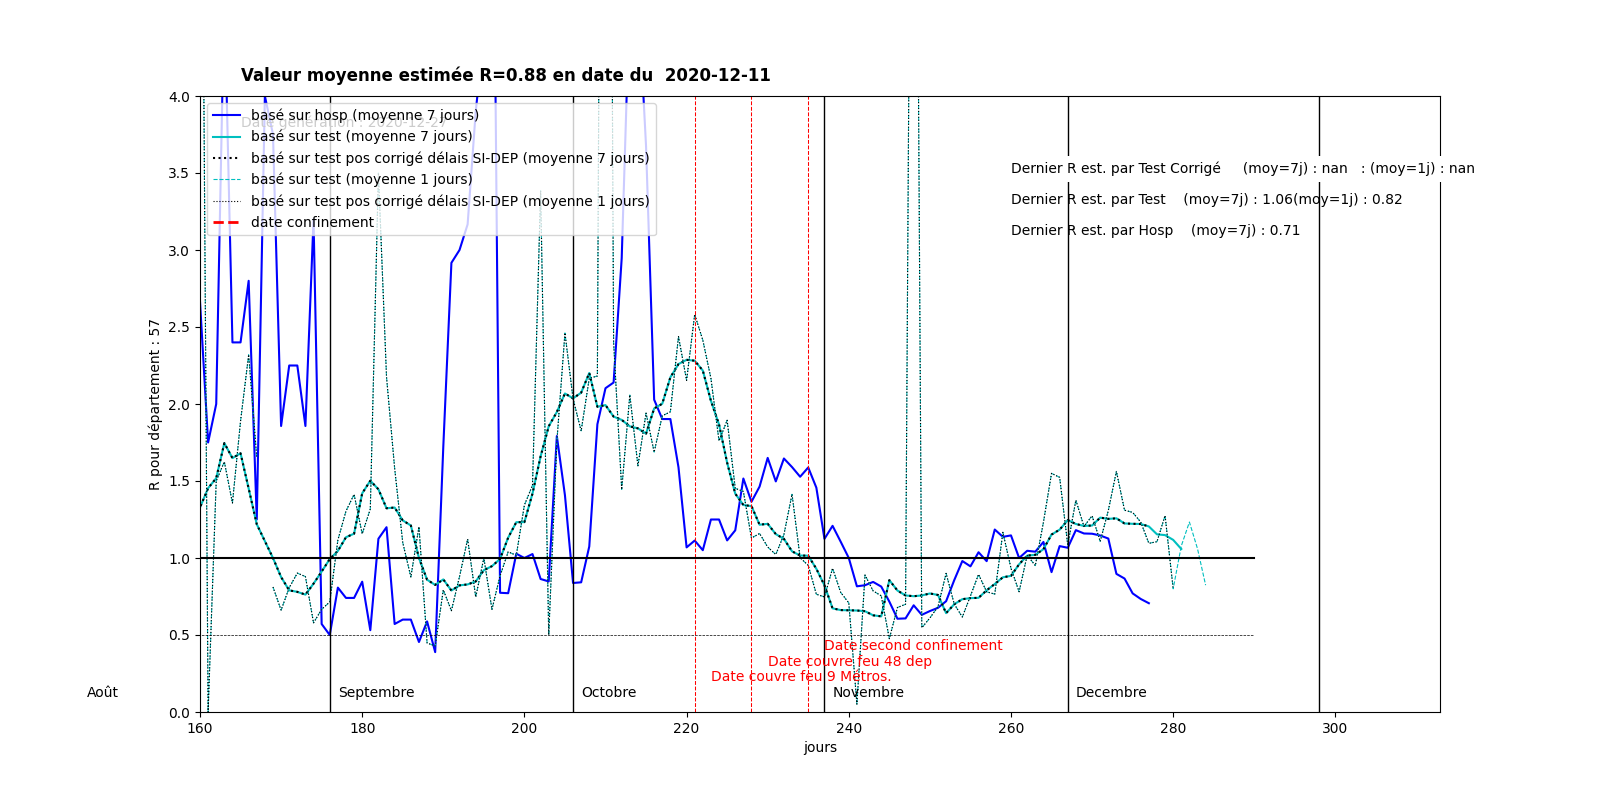 Valeur moyenne estimée R=0.88 en date du 2020-12-11
basé sur hosp (moyenne 7 jours)
basé sur test (moyenne 7 jours)
basé sur test pos corrigé délais SI-DEP (moyenne 7 jours)
basé sur test (moyenne 1 jours)
basé sur test pos corrigé délais SI-DEP (moyenne 1 jours)
date confinement
Dernier R est. par Test Corrigé (moy=7j) : nan : (moy=1j) : nan
Dernier R est. par Test (moy=7j) : 1.06(moy=1j) : 0.82
Dernier R est. par Hosp (moy=7j) : 0.71
R pour département : 57
4.0
3.5
3.0
2.5
2.0
1.5
1.0
0.5
0.0
Date second confinement
Date couvre feu 48 dep
Date couvre feu 9 Métros.
Août
Septembre
Octobre
Novembre
Decembre
160 180 200 220 240 260 280 300
jours